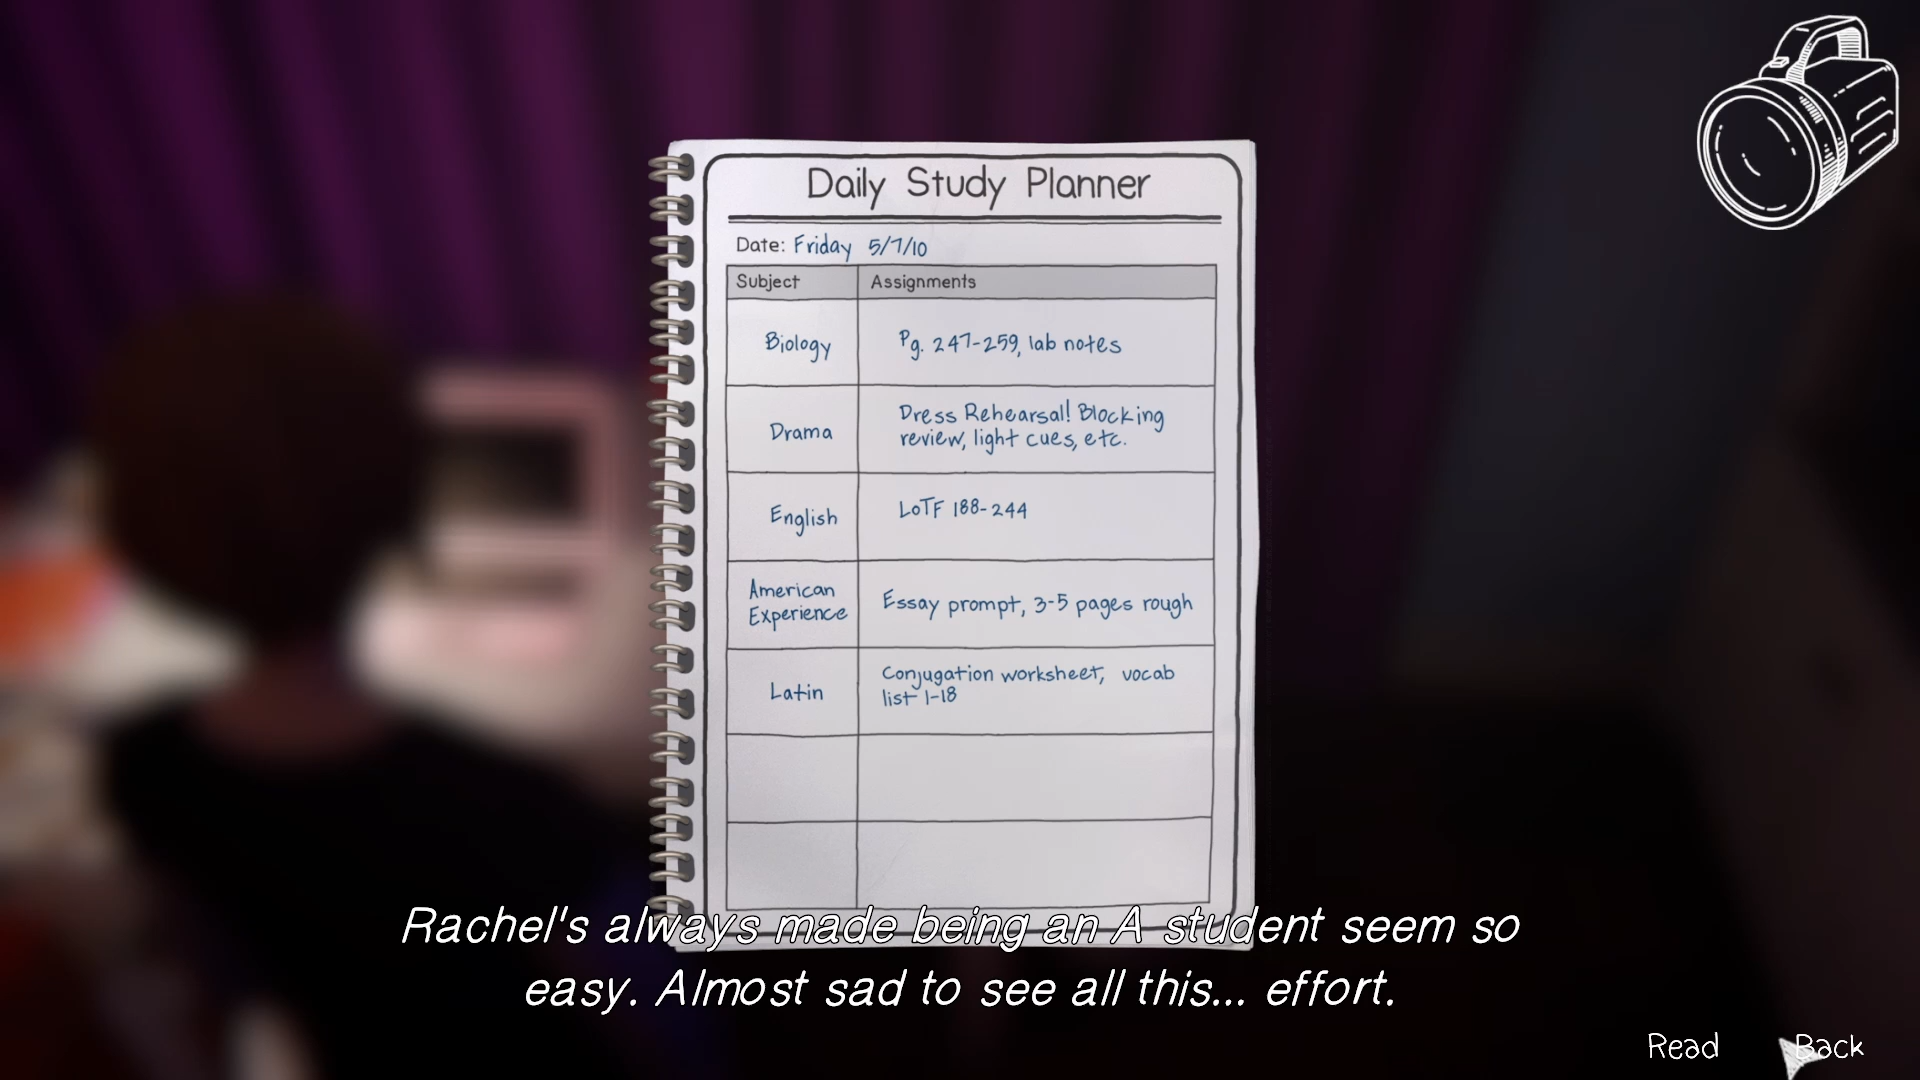 Daily Study Planner
Date: Friday 5/7/10
Subject Assignments
Biology Pg. 247-259, lab notes
Drama Dress Rehearsal! Blocking
review, light cues, etc.
English LoTF 188-244
American
Experience Essay prompt, 3-5 pages rough
Latin Conjugation worksheet, vocab
list 1-18
Rachel's always made being an A student seem so
easy. Almost sad to see all this... effort.
Read Back